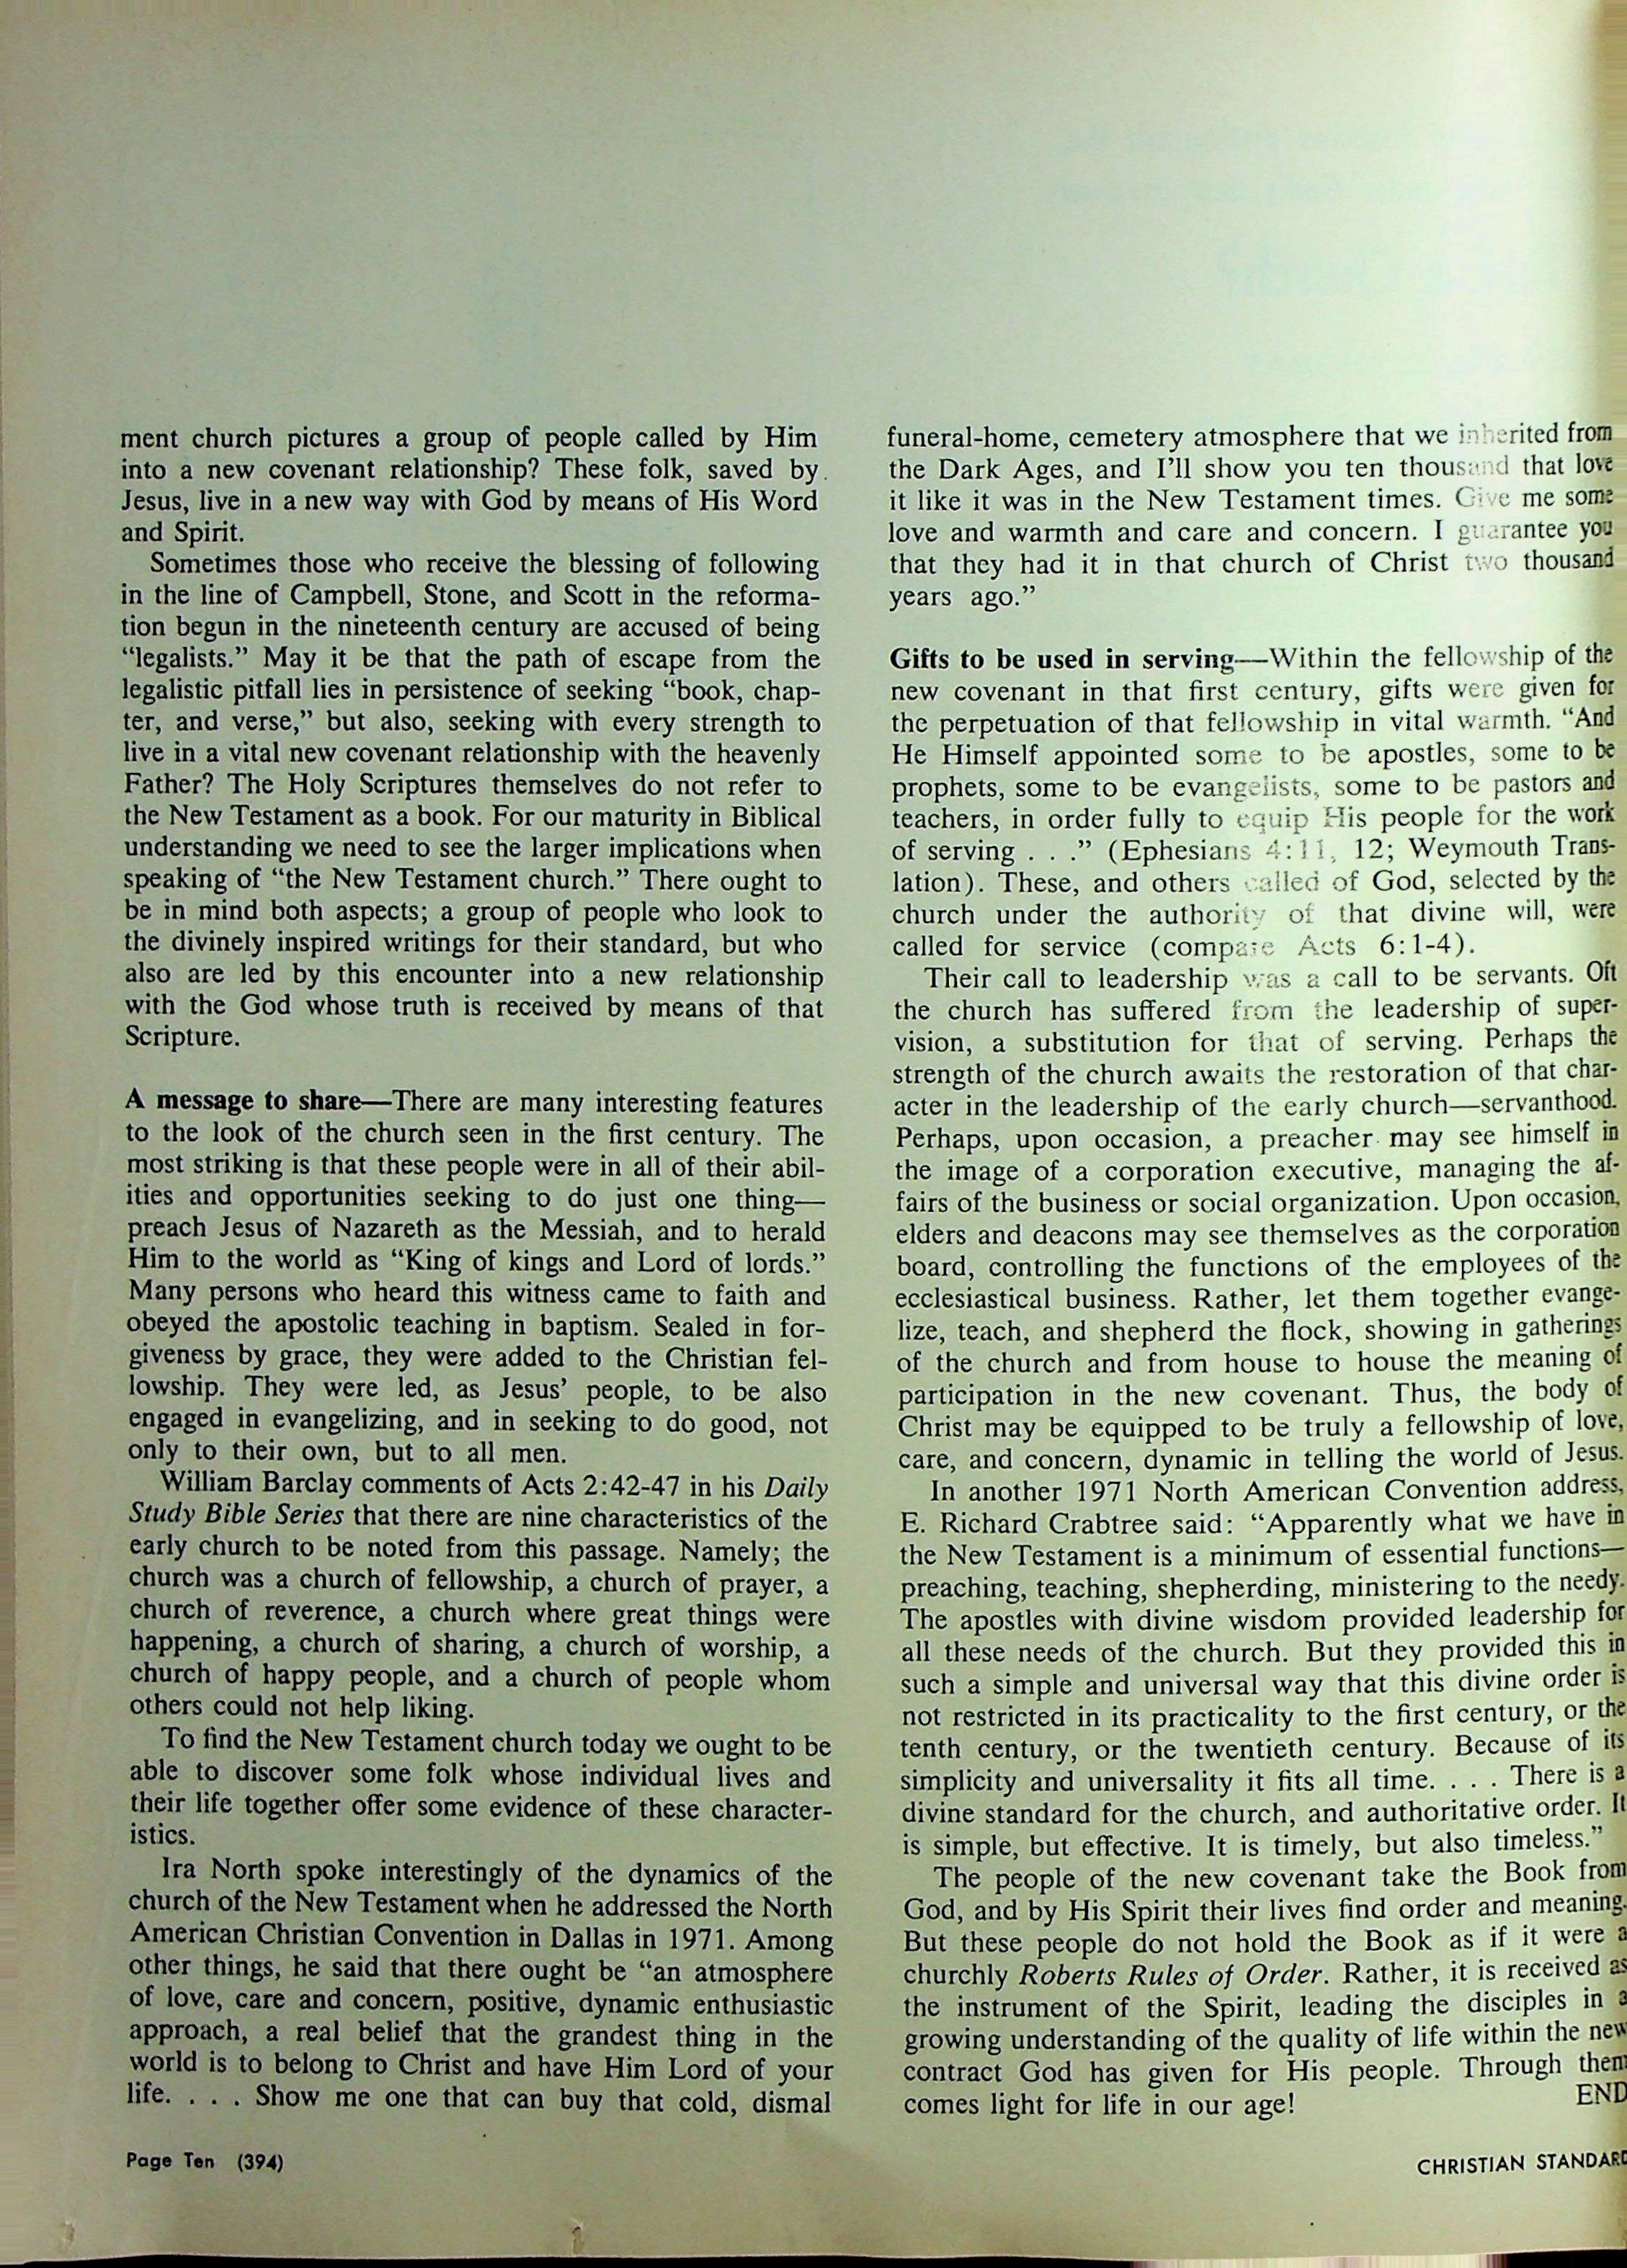 ment church pictures a group of people called by Him
into a new covenant relationship? These folk, saved by
Jesus, live in a new way with God by means of His Word
and Spirit.
Sometimes those who receive the blessing of following
in the line of Campbell, Stone, and Scott in the reforma-
tion begun in the nineteenth century are accused of being
“legalists.” May it be that the path of escape from the
legalistic pitfall lies in persistence of seeking “book, chap-
ter, and verse,” but also, seeking with every strength to
live in a vital new covenant relationship with the heavenly
Father? The Holy Scriptures themselves do not refer to
the New Testament as a book. For our maturity in Biblical
understanding we need to see the larger implications when
speaking of “the New Testament church.” There ought to
be in mind both aspects; a group of people who look to
the divinely inspired writings for their standard, but who
also are led by this encounter into a new relationship
with the God whose truth is received by means of that
Scripture.
A message to share—There are many interesting features
to the look of the church seen in the first century. The
most striking is that these people were in all of their abil-
ities and opportunities seeking to do just one thing—
preach Jesus of Nazareth as the Messiah, and to herald
Him to the world as “King of kings and Lord of lords.”
Many persons who heard this witness came to faith and
obeyed the apostolic teaching in baptism. Sealed in for-
giveness by grace, they were added to the Christian fel-
lowship. They were led, as Jesus’ people, to be also
engaged in evangelizing, and in seeking to do good, not
only to their own, but to all men.
William Barclay comments of Acts 2:42-47 in his Daily
Study Bible Series that there are nine characteristics of the
early church to be noted from this passage. Namely; the
church was a church of fellowship, a church of prayer, a
church of reverence, a church where great things were
happening, a church of sharing, a church of worship, a
church of happy people, and a church of people whom
others could not help liking.
To find the New Testament church today we ought to be
able to discover some folk whose individual lives and
their life together offer some evidence of these character-
istics.
Ira North spoke interestingly of the dynamics of the
church of the New Testament when he addressed the North
American Christian Convention in Dallas in 1971. Among
other things, he said that there ought be “an atmosphere
of love, care and concern, positive, dynamic enthusiastic
approach, a real belief that the grandest thing in the
world is to belong to Christ and have Him Lord of your
life. . . . Show me one that can buy that cold, dismal
funeral-home, cemetery atmosphere that we inherited from
the Dark Ages, and I’ll show you ten thousand that love
it like it was in the New Testament times. Give me some
love and warmth and care and concern. I guarantee you
that they had it in that church of Christ two thousand
years ago.”
Gifts to be used in serving—Within the fellowship of the
new covenant in that first century, gifts were given for
the perpetuation of that fellowship in vital warmth. “And
He Himself appointed some to be apostles, some to be
prophets, some to be evangelists, some to be pastors and
teachers, in order fully to equip His people for the work
of serving . . .” (Ephesians 4:11, 12; Weymouth Trans-
lation). These, and others called of God, selected by the
church under the authority of that divine will, were
called for service (compare Acts 6:1-4).
Their call to leadership was a call to be servants. Oft
the church has suffered from the leadership of super-
vision, a substitution for that of serving. Perhaps the
strength of the church awaits the restoration of that char-
acter in the leadership of the early church—servanthood.
Perhaps, upon occasion, a preacher may see himself in
the image of a corporation executive, managing the af-
fairs of the business or social organization. Upon occasion,
elders and deacons may see themselves as the corporation
board, controlling the functions of the employees of the
ecclesiastical business. Rather, let them together evange-
lize, teach, and shepherd the flock, showing in gatherings
of the church and from house to house the meaning of
participation in the new covenant. Thus, the body of
Christ may be equipped to be truly a fellowship of love,
care, and concern, dynamic in telling the world of Jesus.
In another 1971 North American Convention address,
E. Richard Crabtree said: “Apparently what we have in
the New Testament is a minimum of essential functions—
preaching, teaching, shepherding, ministering to the needy.
The apostles with divine wisdom provided leadership for
all these needs of the church. But they provided this in
such a simple and universal way that this divine order is
not restricted in its practicality to the first century, or the
tenth century, or the twentieth century. Because of its
simplicity and universality it fits all time. . . . There is a
divine standard for the church, and authoritative order. It
is simple, but effective. It is timely, but also timeless.”
The people of the new covenant take the Book from
God, and by His Spirit their lives find order and meaning.
But these people do not hold the Book as if it were a
churchly Roberts Rules of Order. Rather, it is received as
the instrument of the Spirit, leading the disciples in a
growing understanding of the quality of life within the new
contract God has given for His people. Through them
comes light for life in our age! END
Page Ten (394)
CHRISTIAN STANDARD